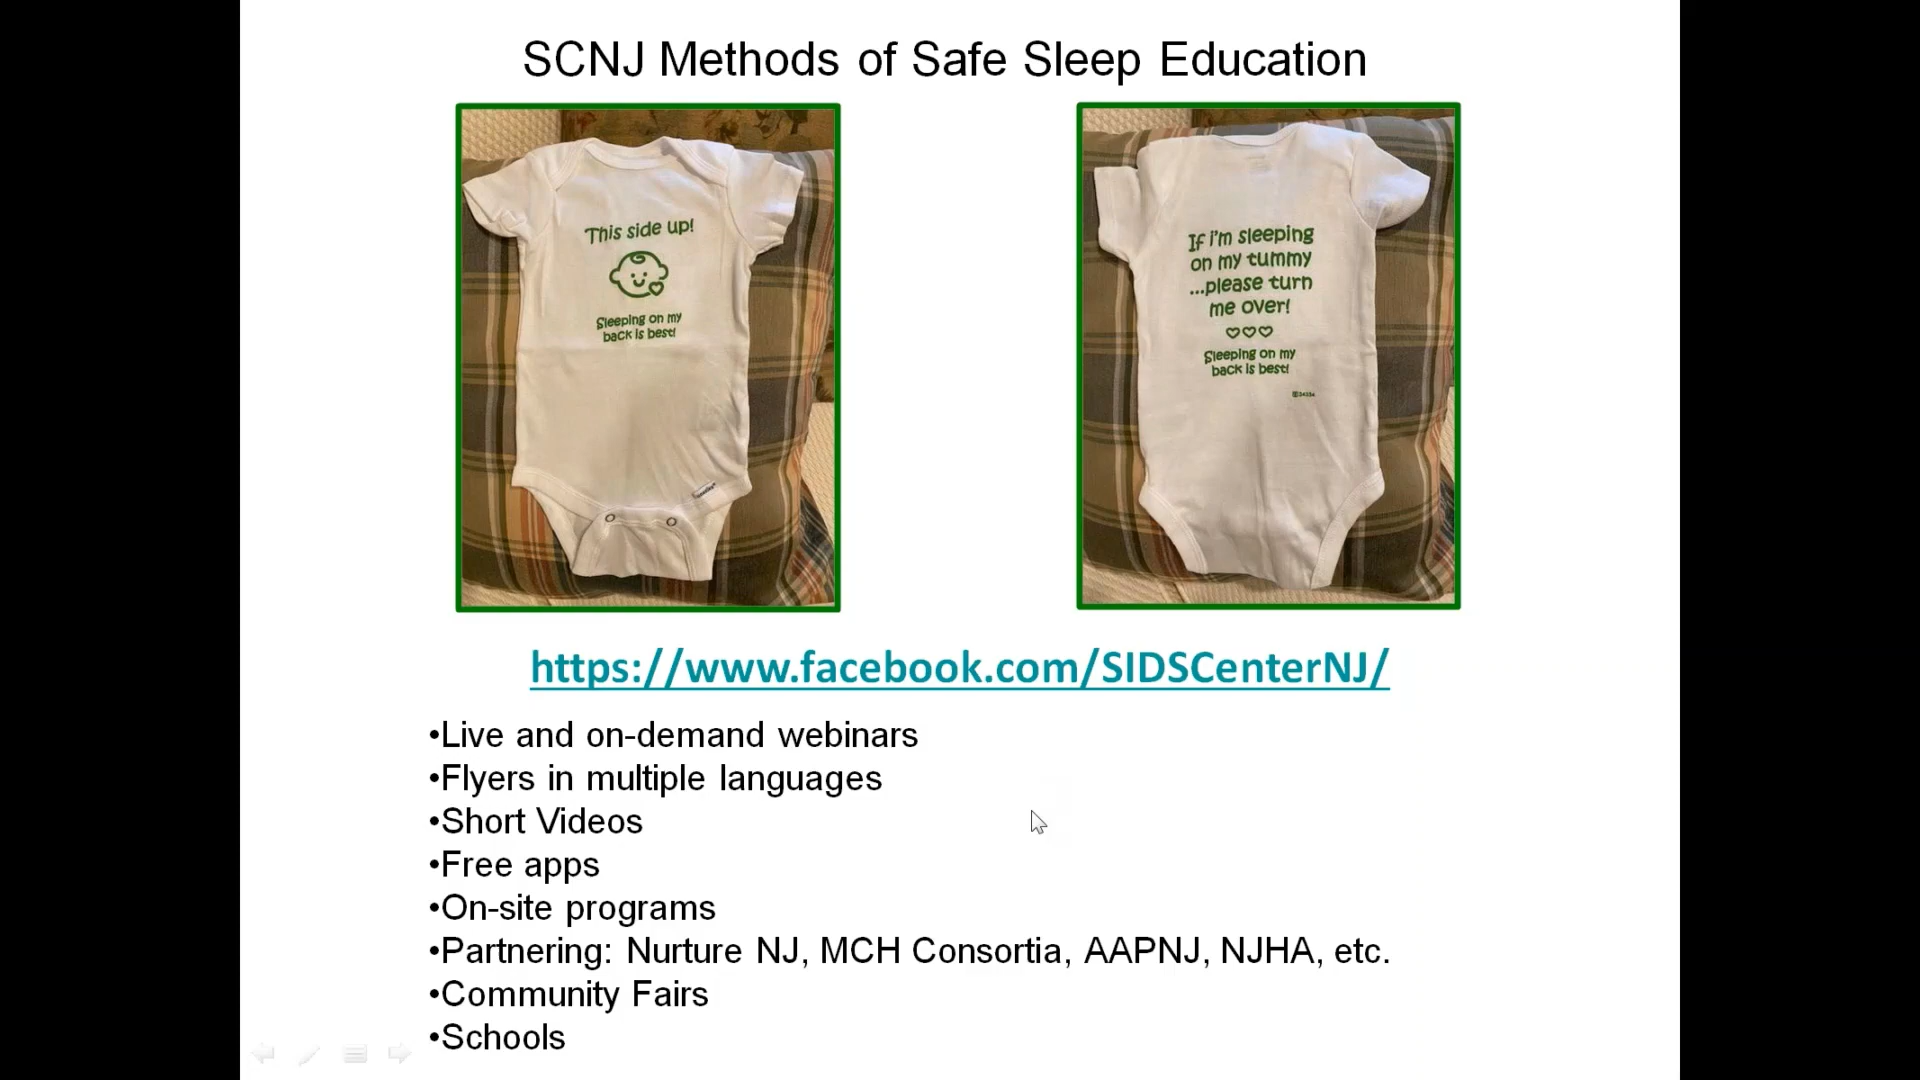 SCNJ Methods of Safe Sleep Education
This side up!
Sleeping on my
back is best!
If i'm sleeping
on my tummy
...please turn
me over!
Sleeping on my
back is best!
https://www.facebook.com/SIDSCenterNJ/
•Live and on-demand webinars
•Flyers in multiple languages
•Short Videos
•Free apps
•On-site programs
•Partnering: Nurture NJ, MCH Consortia, AAPNJ, NJHA, etc.
•Community Fairs
•Schools